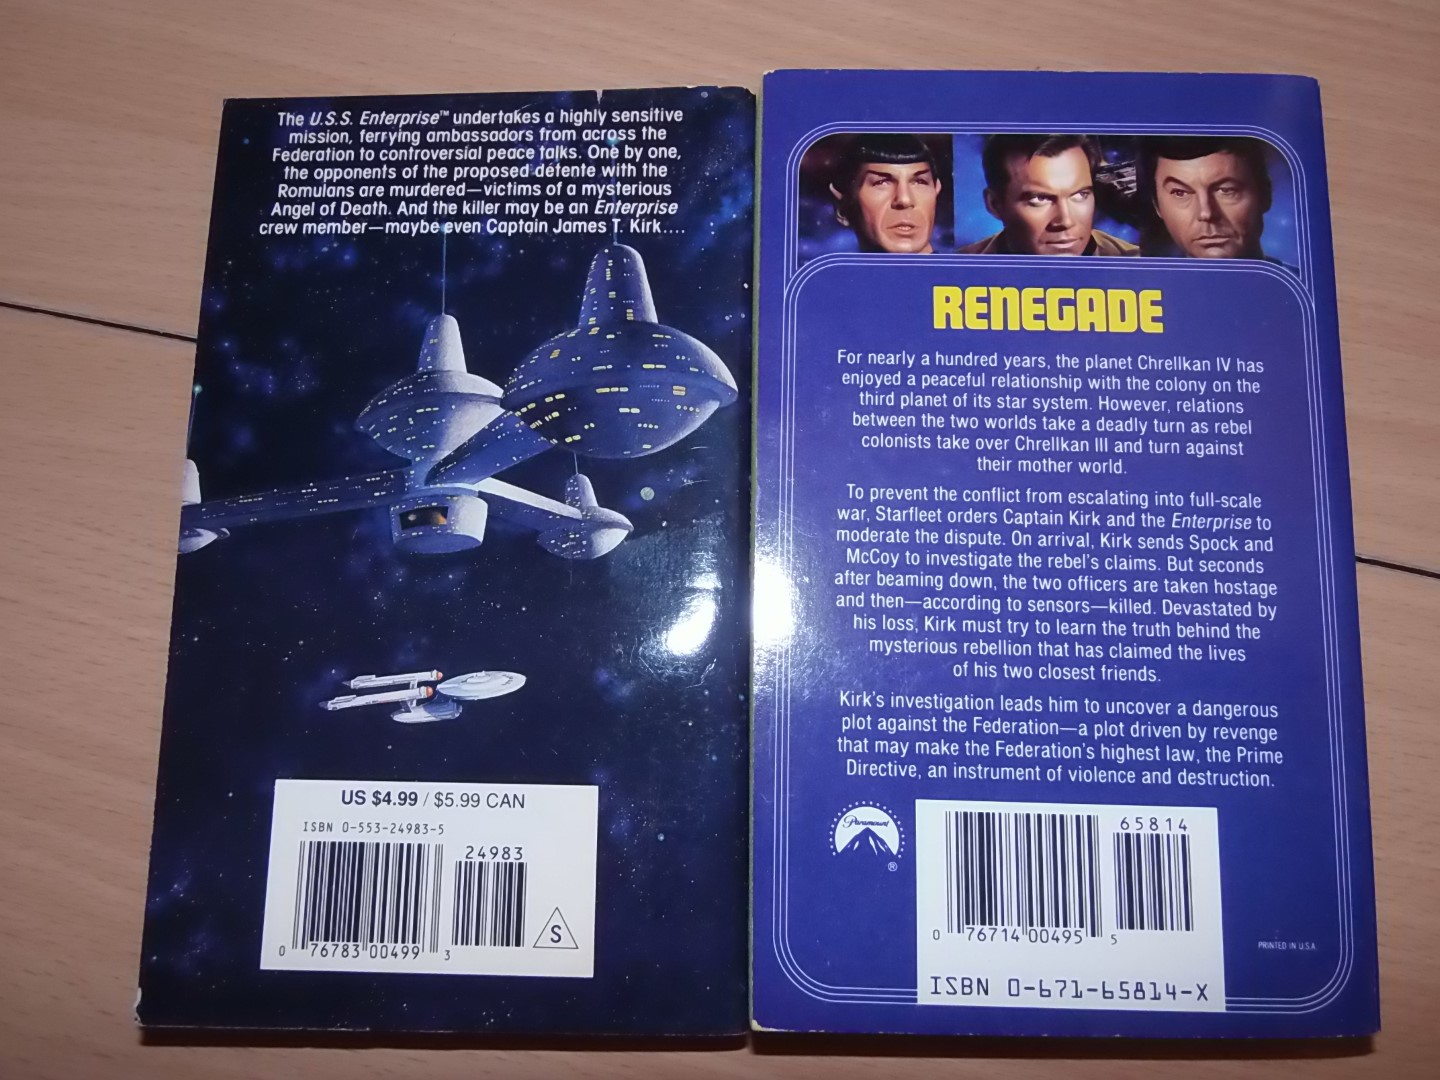 The U.S.S. Enterprise™ undertakes a highly sensitive
mission, ferrying ambassadors from across the
Federation to controversial peace talks. One by one,
the opponents of the proposed détente with the
Romulans are murdered—victims of a mysterious
Angel of Death. And the killer may be an Enterprise
crew member—maybe even Captain James T. Kirk....
US $4.99 / $5.99 CAN
ISBN 0-553-24983-5
24983
0 76783 00499 3
S
RENEGADE
For nearly a hundred years, the planet Chrellkan IV has
enjoyed a peaceful relationship with the colony on the
third planet of its star system. However, relations
between the two worlds take a deadly turn as rebel
colonists take over Chrellkan III and turn against
their mother world.
To prevent the conflict from escalating into full-scale
war, Starfleet orders Captain Kirk and the Enterprise to
moderate the dispute. On arrival, Kirk sends Spock and
McCoy to investigate the rebel's claims. But seconds
after beaming down, the two officers are taken hostage
and then—according to sensors—killed. Devastated by
his loss, Kirk must try to learn the truth behind the
mysterious rebellion that has claimed the lives
of his two closest friends.
Kirk's investigation leads him to uncover a dangerous
plot against the Federation—a plot driven by revenge
that may make the Federation's highest law, the Prime
Directive, an instrument of violence and destruction.
Paramount
®
65814
0 76714 00495 5
PRINTED IN U.S.A.
ISBN 0-671-65814-X